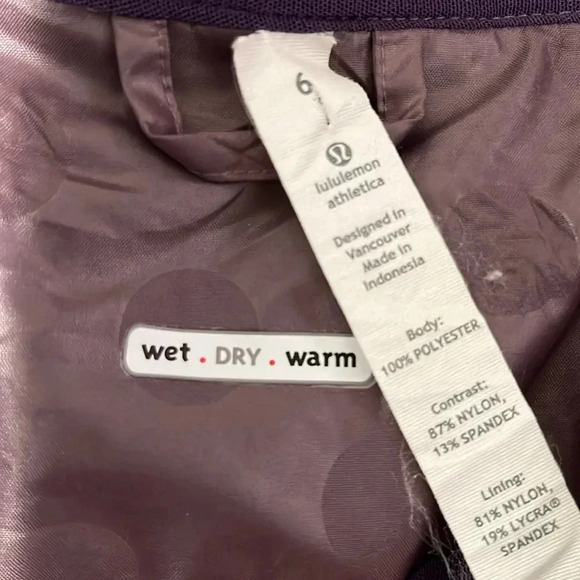 6
lululemon
athletica
Designed in
Vancouver
Made in
Indonesia
Body:
100% POLYESTER
Contrast:
87% NYLON,
13% SPANDEX
Lining:
81% NYLON,
19% LYCRA®
SPANDEX
wet . DRY . warm